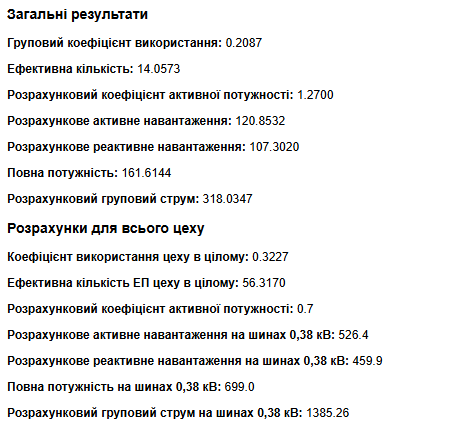 Загальні результати
Груповий коефіцієнт використання: 0.2087
Ефективна кількість: 14.0573
Розрахунковий коефіцієнт активної потужності: 1.2700
Розрахункове активне навантаження: 120.8532
Розрахункове реактивне навантаження: 107.3020
Повна потужність: 161.6144
Розрахунковий груповий струм: 318.0347
Розрахунки для всього цеху
Коефіцієнт використання цеху в цілому: 0.3227
Ефективна кількість ЕП цеху в цілому: 56.3170
Розрахунковий коефіцієнт активної потужності: 0.7
Розрахункове активне навантаження на шинах 0,38 кВ: 526.4
Розрахункове реактивне навантаження на шинах 0,38 кВ: 459.9
Повна потужність на шинах 0,38 кВ: 699.0
Розрахунковий груповий струм на шинах 0,38 кВ: 1385.26